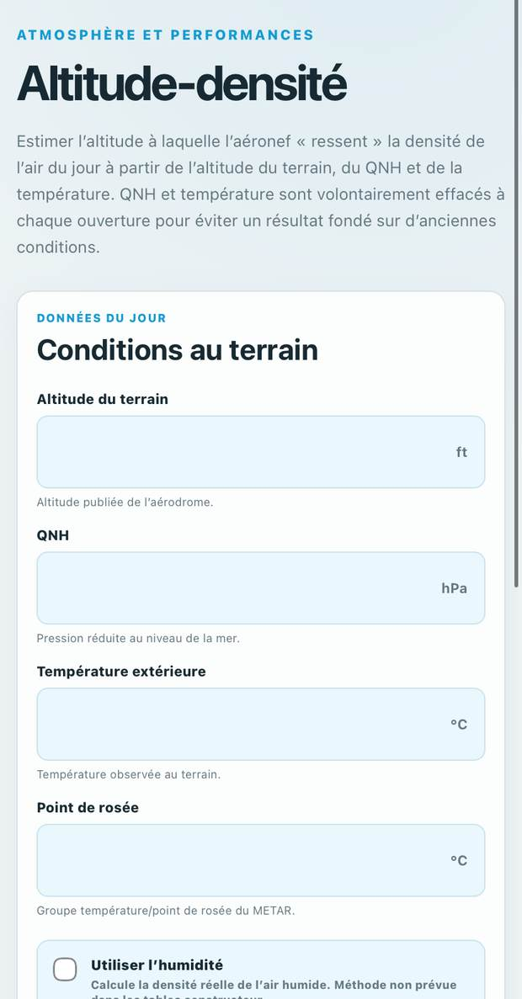 ATMOSPHÈRE ET PERFORMANCES
Altitude-densité
Estimer l’altitude à laquelle l’aéronef « ressent » la densité de
l’air du jour à partir de l’altitude du terrain, du QNH et de la
température. QNH et température sont volontairement effacés à
chaque ouverture pour éviter un résultat fondé sur d’anciennes
conditions.
DONNÉES DU JOUR
Conditions au terrain
Altitude du terrain
ft
Altitude publiée de l’aérodrome.
QNH
hPa
Pression réduite au niveau de la mer.
Température extérieure
°C
Température observée au terrain.
Point de rosée
°C
Groupe température/point de rosée du METAR.
Utiliser l’humidité
Calcule la densité réelle de l’air humide. Méthode non prévue
dans les tables constructeur.